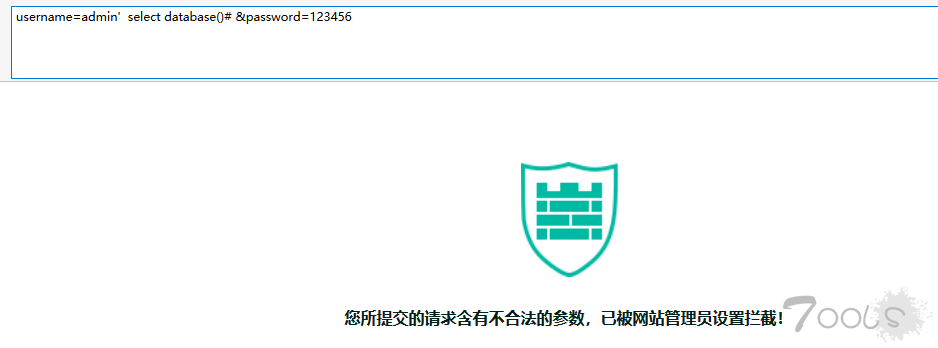 username=admin'  select database()# &password=123456
您所提交的请求含有不合法的参数，已被网站管理员设置拦截！
7ools